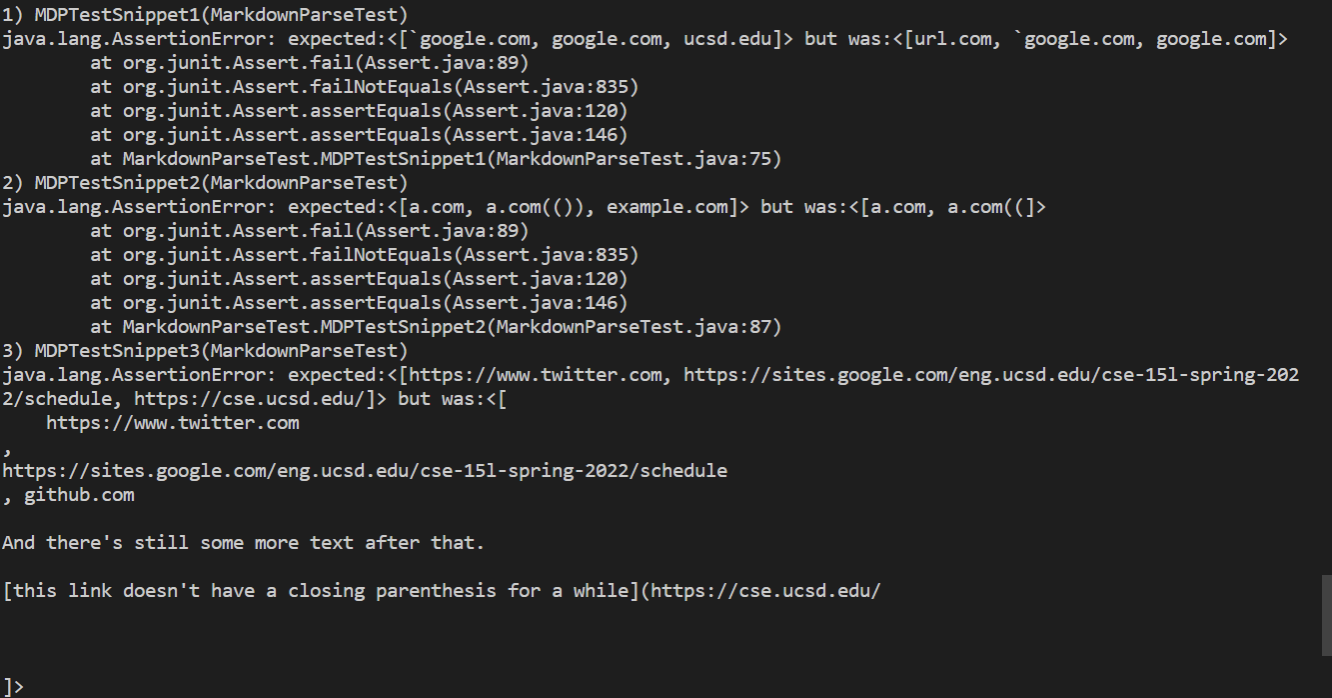 1) MDPTestSnippet1(MarkdownParseTest)
java.lang.AssertionError: expected:<[`google.com, google.com, ucsd.edu]> but was:<[url.com, `google.com, google.com]>
        at org.junit.Assert.fail(Assert.java:89)
        at org.junit.Assert.failNotEquals(Assert.java:835)
        at org.junit.Assert.assertEquals(Assert.java:120)
        at org.junit.Assert.assertEquals(Assert.java:146)
        at MarkdownParseTest.MDPTestSnippet1(MarkdownParseTest.java:75)
2) MDPTestSnippet2(MarkdownParseTest)
java.lang.AssertionError: expected:<[a.com, a.com(()), example.com]> but was:<[a.com, a.com((]>
        at org.junit.Assert.fail(Assert.java:89)
        at org.junit.Assert.failNotEquals(Assert.java:835)
        at org.junit.Assert.assertEquals(Assert.java:120)
        at org.junit.Assert.assertEquals(Assert.java:146)
        at MarkdownParseTest.MDPTestSnippet2(MarkdownParseTest.java:87)
3) MDPTestSnippet3(MarkdownParseTest)
java.lang.AssertionError: expected:<[https://www.twitter.com, https://sites.google.com/eng.ucsd.edu/cse-15l-spring-202
2/schedule, https://cse.ucsd.edu/]> but was:<[
    https://www.twitter.com
,
https://sites.google.com/eng.ucsd.edu/cse-15l-spring-2022/schedule
, github.com

And there's still some more text after that.

[this link doesn't have a closing parenthesis for a while](https://cse.ucsd.edu/



]>